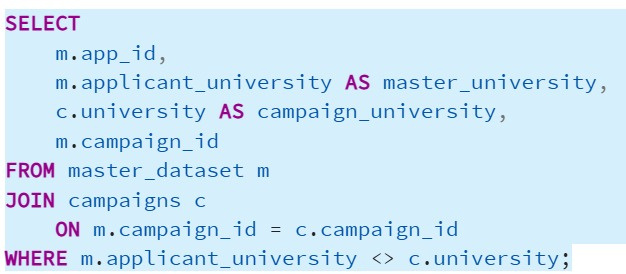 SELECT
    m.app_id,
    m.applicant_university AS master_university,
    c.university AS campaign_university,
    m.campaign_id
FROM master_dataset m
JOIN campaigns c
    ON m.campaign_id = c.campaign_id
WHERE m.applicant_university <> c.university;